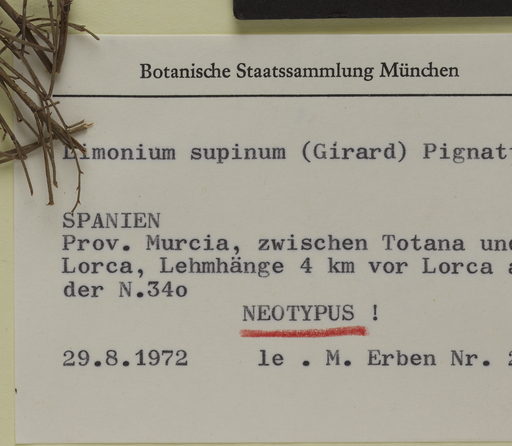 Botanische Staatssammlung München
Limonium supinum (Girard) Pignatt
SPANIEN
Prov. Murcia, zwischen Totana und
Lorca, Lehmhänge 4 km vor Lorca a
der N.34o
NEOTYPUS !
29.8.1972 le . M. Erben Nr. 2